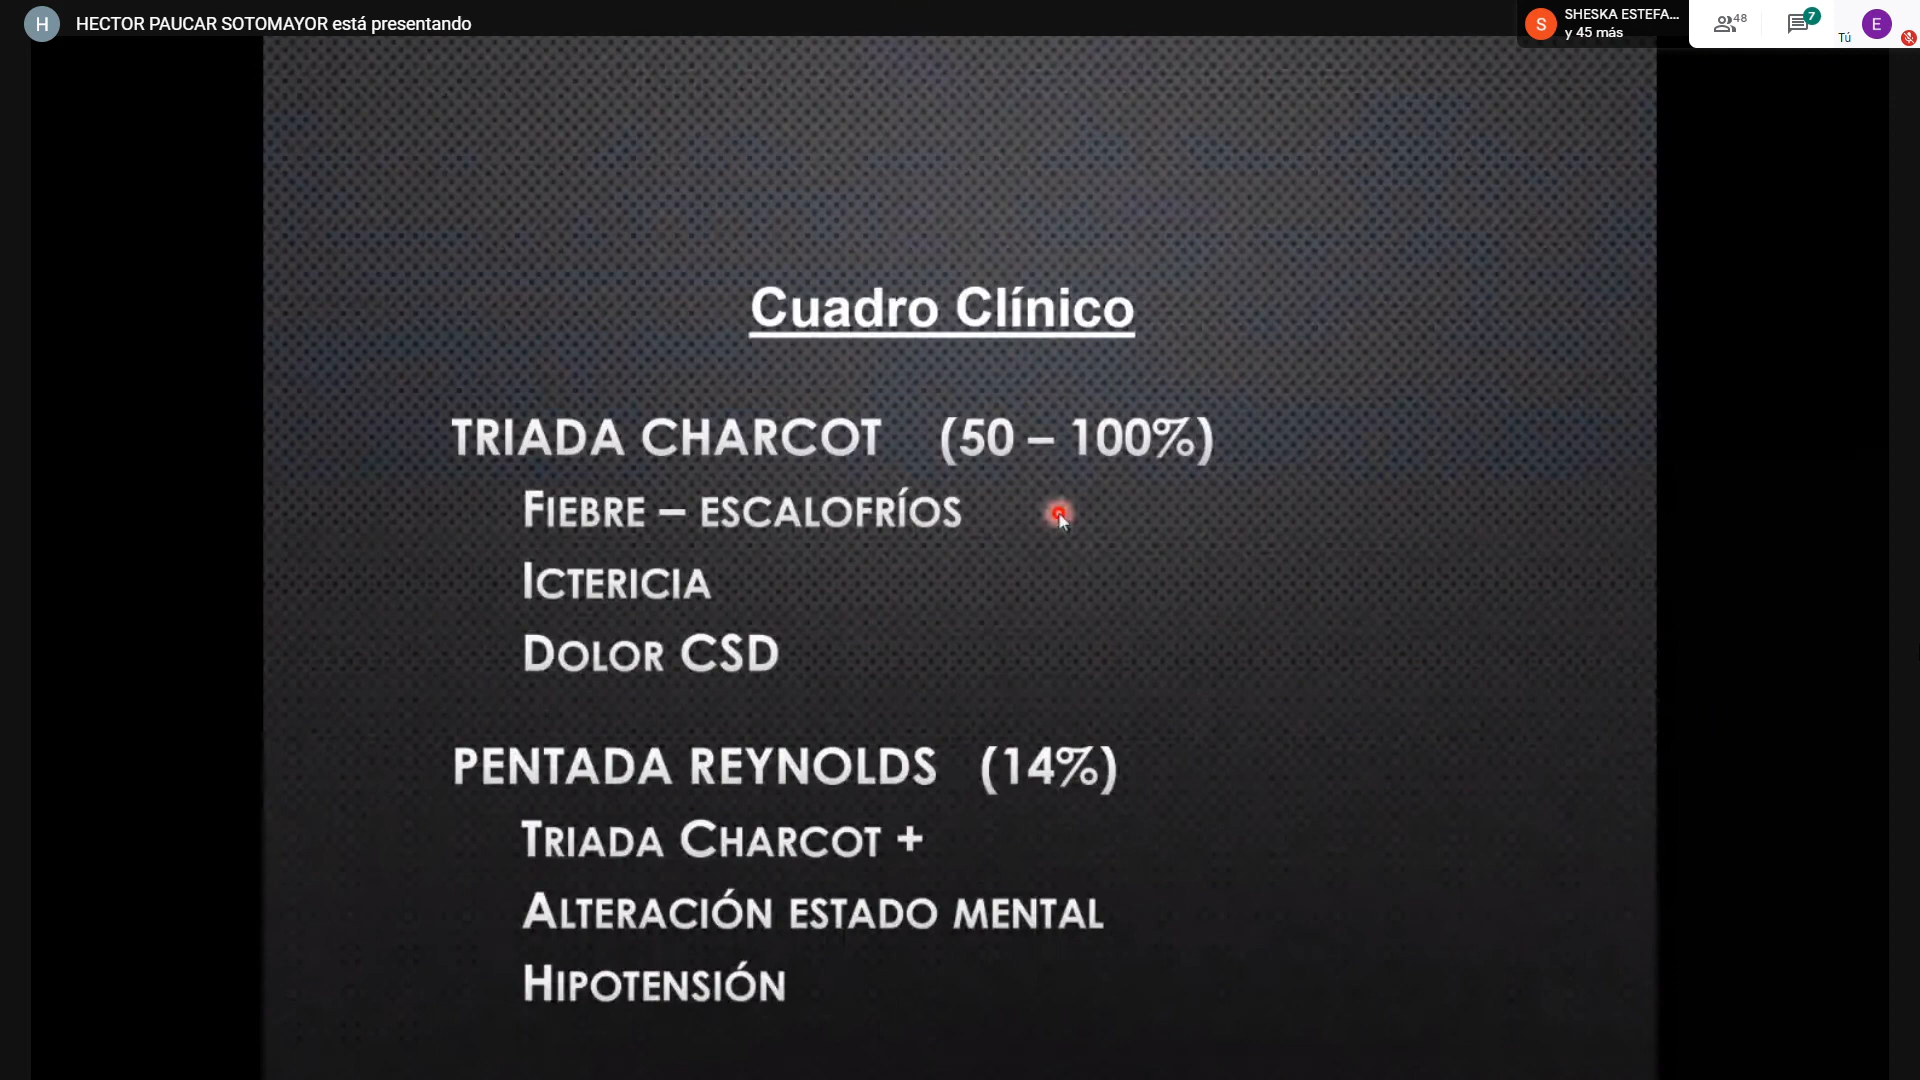 H
HECTOR PAUCAR SOTOMAYOR está presentando
S
SHESKA ESTEFA...
y 45 más
48
7
Tú
E
Cuadro Clínico
TRIADA CHARCOT (50 – 100%)
FIEBRE – ESCALOFRÍOS
ICTERICIA
DOLOR CSD
PENTADA REYNOLDS (14%)
TRIADA CHARCOT +
ALTERACIÓN ESTADO MENTAL
HIPOTENSIÓN